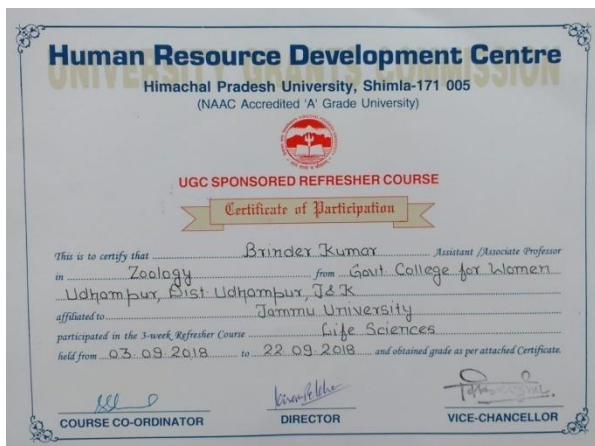 Human Resource Development Centre
UNIVERSITY GRANTS COMMISSION
Himachal Pradesh University, Shimla-171 005
(NAAC Accredited 'A' Grade University)
UGC SPONSORED REFRESHER COURSE
Certificate of Participation
This is to certify that Brinder Kumar Assistant /Associate Professor
in Zoology from Govt. College for Women
Udhampur, Dist. Udhampur, J&K
affiliated to Jammu University
participated in the 3-week Refresher Course Life Sciences
held from 03.09.2018 to 22.09.2018 and obtained grade as per attached Certificate.
COURSE CO-ORDINATOR DIRECTOR VICE-CHANCELLOR